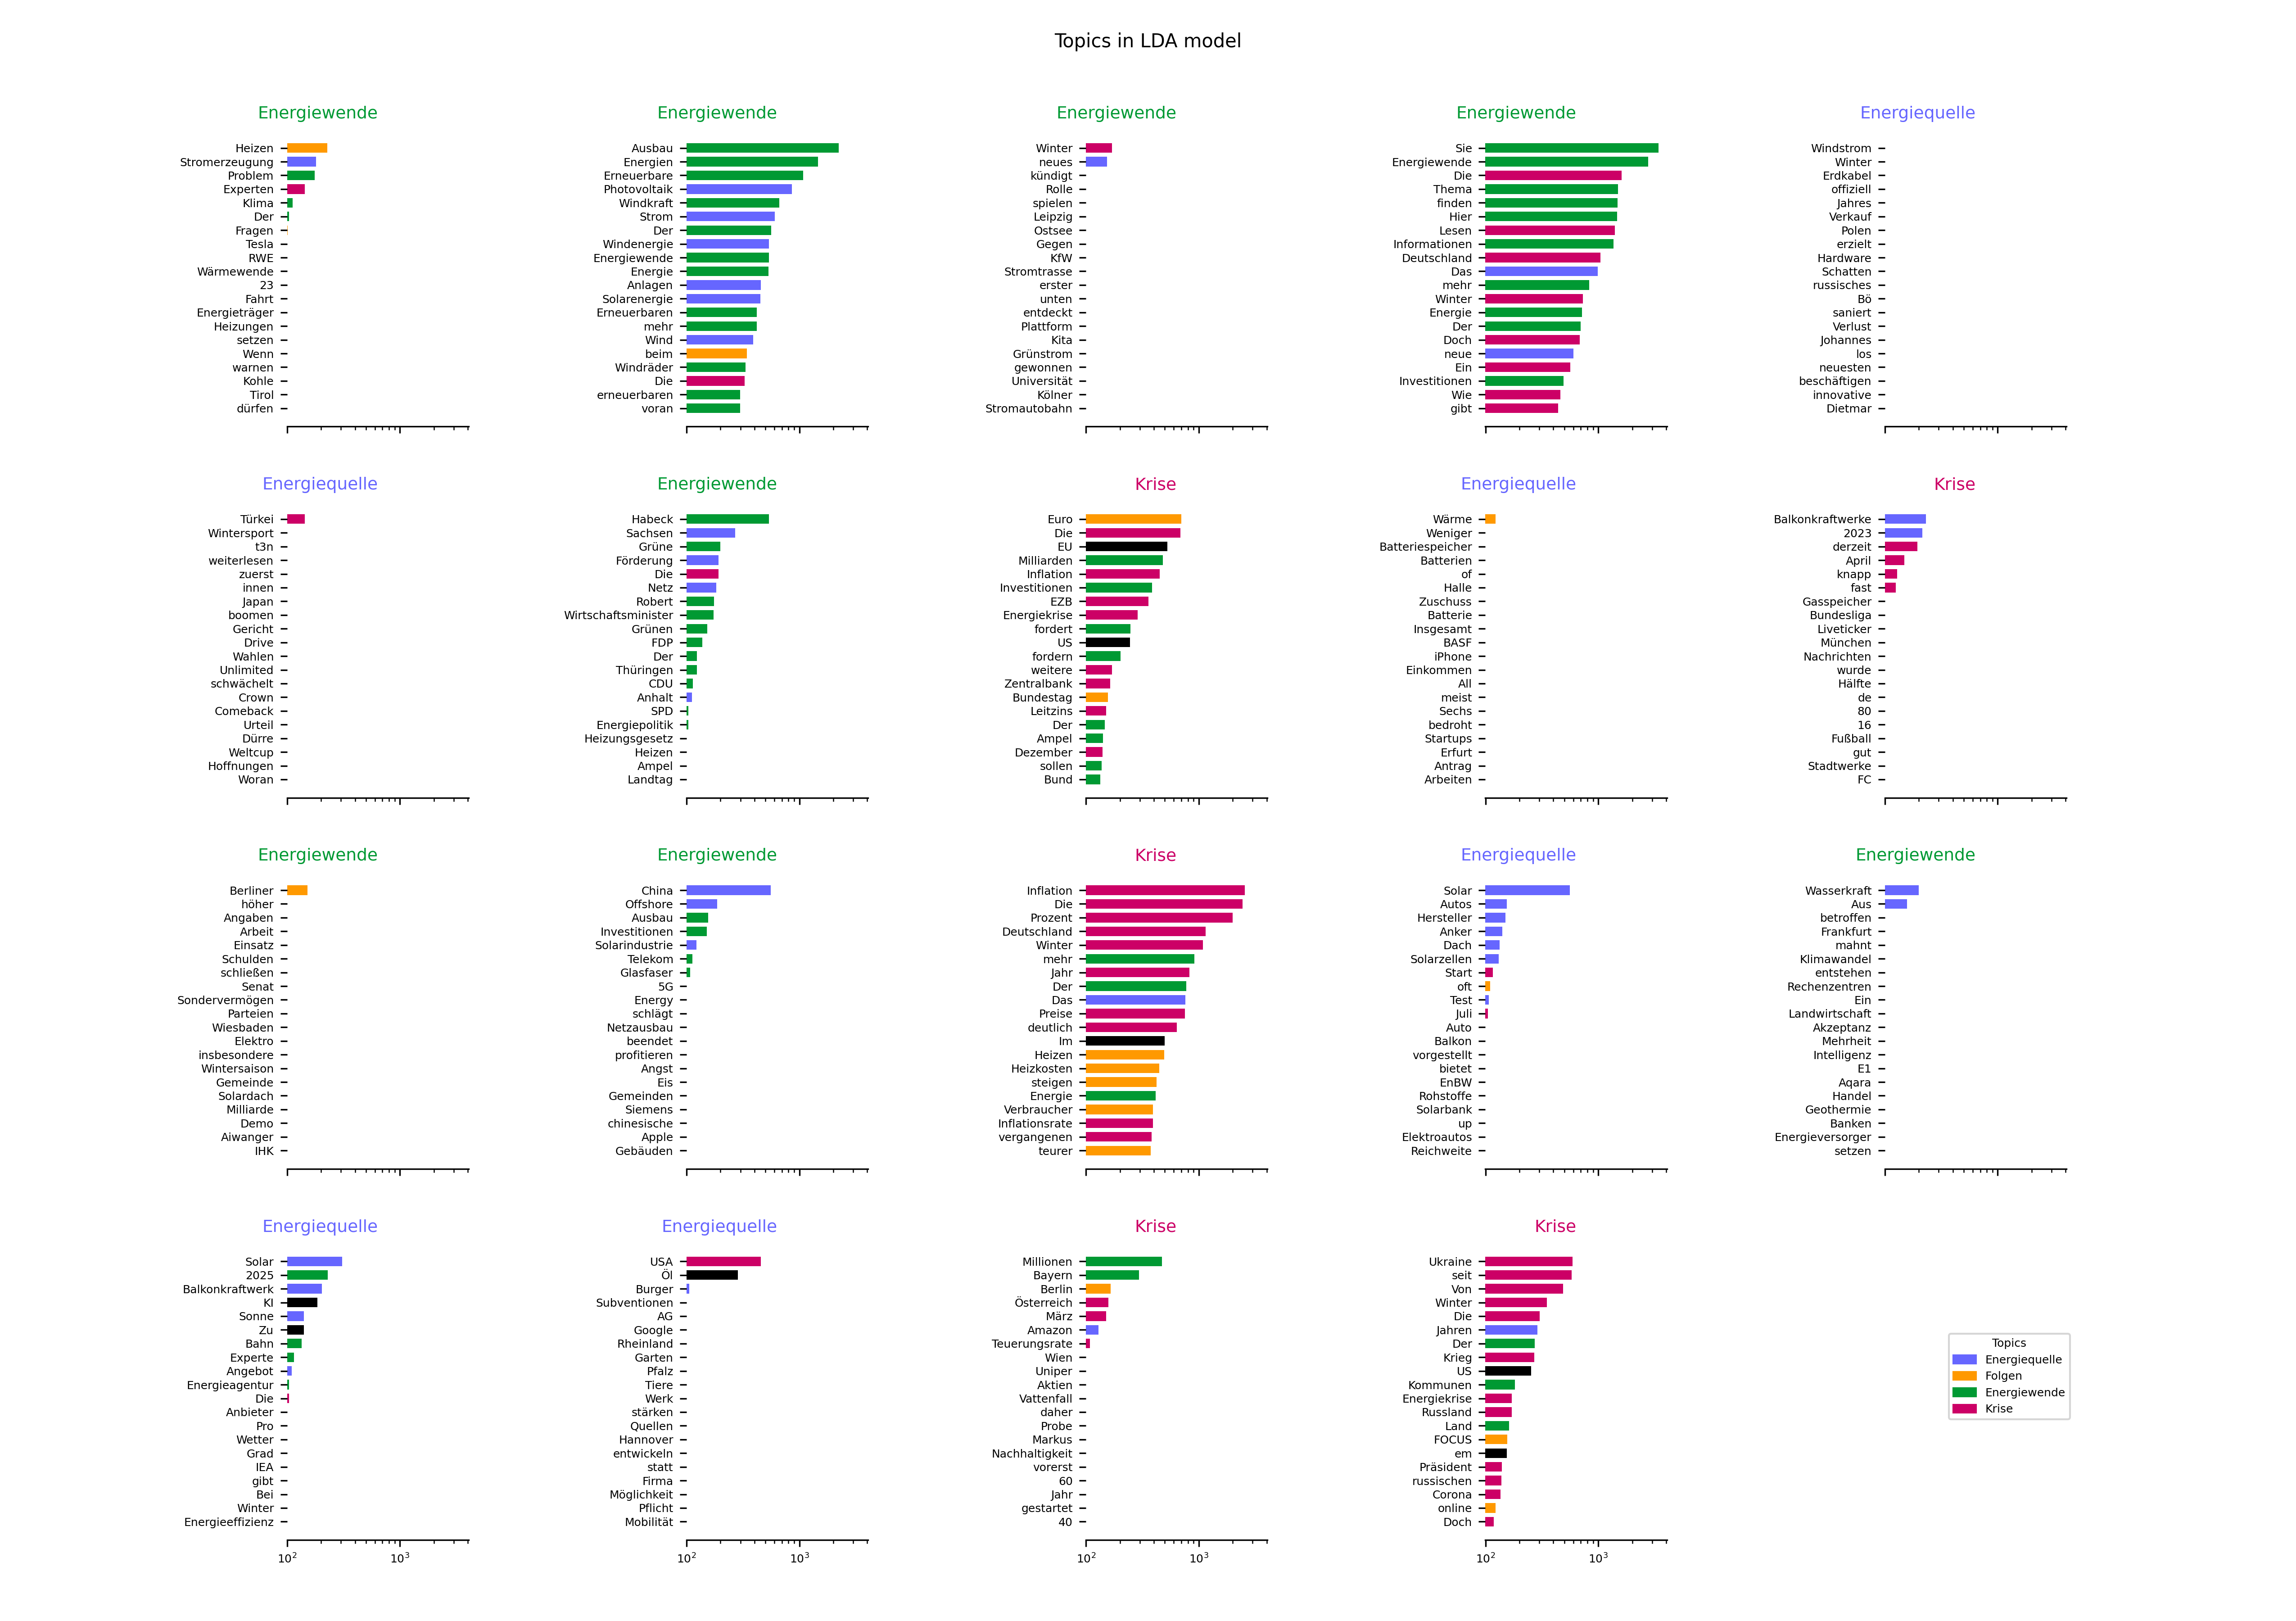 Topics in LDA model
Energiewende
Heizen
Stromerzeugung
Problem
Experten
Klima
Der
Fragen
Tesla
RWE
Wärmewende
23
Fahrt
Energieträger
Heizungen
setzen
Wenn
warnen
Kohle
Tirol
dürfen
Energiewende
Ausbau
Energien
Erneuerbare
Photovoltaik
Windkraft
Strom
Der
Windenergie
Energiewende
Energie
Anlagen
Solarenergie
Erneuerbaren
mehr
Wind
beim
Windräder
Die
erneuerbaren
voran
Energiewende
Winter
neues
kündigt
Rolle
spielen
Leipzig
Ostsee
Gegen
KfW
Stromtrasse
erster
unten
entdeckt
Plattform
Kita
Grünstrom
gewonnen
Universität
Kölner
Stromautobahn
Energiewende
Sie
Energiewende
Die
Thema
finden
Hier
Lesen
Informationen
Deutschland
Das
mehr
Winter
Energie
Der
Doch
neue
Ein
Investitionen
Wie
gibt
Energiequelle
Windstrom
Winter
Erdkabel
offiziell
Jahres
Verkauf
Polen
erzielt
Hardware
Schatten
russisches
Bö
saniert
Verlust
Johannes
los
neuesten
beschäftigen
innovative
Dietmar
Energiequelle
Türkei
Wintersport
t3n
weiterlesen
zuerst
innen
Japan
boomen
Gericht
Drive
Wahlen
Unlimited
schwächelt
Crown
Comeback
Urteil
Dürre
Weltcup
Hoffnungen
Woran
Energiewende
Habeck
Sachsen
Grüne
Förderung
Die
Netz
Robert
Wirtschaftsminister
Grünen
FDP
Der
Thüringen
CDU
Anhalt
SPD
Energiepolitik
Heizungsgesetz
Heizen
Ampel
Landtag
Krise
Euro
Die
EU
Milliarden
Inflation
Investitionen
EZB
Energiekrise
fordert
US
fordern
weitere
Zentralbank
Bundestag
Leitzins
Der
Ampel
Dezember
sollen
Bund
Energiequelle
Wärme
Weniger
Batteriespeicher
Batterien
of
Halle
Zuschuss
Batterie
Insgesamt
BASF
iPhone
Einkommen
All
meist
Sechs
bedroht
Startups
Erfurt
Antrag
Arbeiten
Krise
Balkonkraftwerke
2023
derzeit
April
knapp
fast
Gasspeicher
Bundesliga
Liveticker
München
Nachrichten
wurde
Hälfte
de
80
16
Fußball
gut
Stadtwerke
FC
Energiewende
Berliner
höher
Angaben
Arbeit
Einsatz
Schulden
schließen
Senat
Sondervermögen
Parteien
Wiesbaden
Elektro
insbesondere
Wintersaison
Gemeinde
Solardach
Milliarde
Demo
Aiwanger
IHK
Energiewende
China
Offshore
Ausbau
Investitionen
Solarindustrie
Telekom
Glasfaser
5G
Energy
schlägt
Netzausbau
beendet
profitieren
Angst
Eis
Gemeinden
Siemens
chinesische
Apple
Gebäuden
Krise
Inflation
Die
Prozent
Deutschland
Winter
mehr
Jahr
Der
Das
Preise
deutlich
Im
Heizen
Heizkosten
steigen
Energie
Verbraucher
Inflationsrate
vergangenen
teurer
Energiequelle
Solar
Autos
Hersteller
Anker
Dach
Solarzellen
Start
oft
Test
Juli
Auto
Balkon
vorgestellt
bietet
EnBW
Rohstoffe
Solarbank
up
Elektroautos
Reichweite
Energiewende
Wasserkraft
Aus
betroffen
Frankfurt
mahnt
Klimawandel
entstehen
Rechenzentren
Ein
Landwirtschaft
Akzeptanz
Mehrheit
Intelligenz
E1
Aqara
Handel
Geothermie
Banken
Energieversorger
setzen
Energiequelle
Solar
2025
Balkonkraftwerk
KI
Sonne
Zu
Bahn
Experte
Angebot
Energieagentur
Die
Anbieter
Pro
Wetter
Grad
IEA
gibt
Bei
Winter
Energieeffizienz
10²
10³
Energiequelle
USA
Öl
Burger
Subventionen
AG
Google
Rheinland
Garten
Pfalz
Tiere
Werk
stärken
Quellen
Hannover
entwickeln
statt
Firma
Möglichkeit
Pflicht
Mobilität
10²
10³
Krise
Millionen
Bayern
Berlin
Österreich
März
Amazon
Teuerungsrate
Wien
Uniper
Aktien
Vattenfall
daher
Probe
Markus
Nachhaltigkeit
vorerst
60
Jahr
gestartet
40
10²
10³
Krise
Ukraine
seit
Von
Winter
Die
Jahren
Der
Krieg
US
Kommunen
Energiekrise
Russland
Land
FOCUS
em
Präsident
russischen
Corona
online
Doch
10²
10³
Topics
Energiequelle
Folgen
Energiewende
Krise